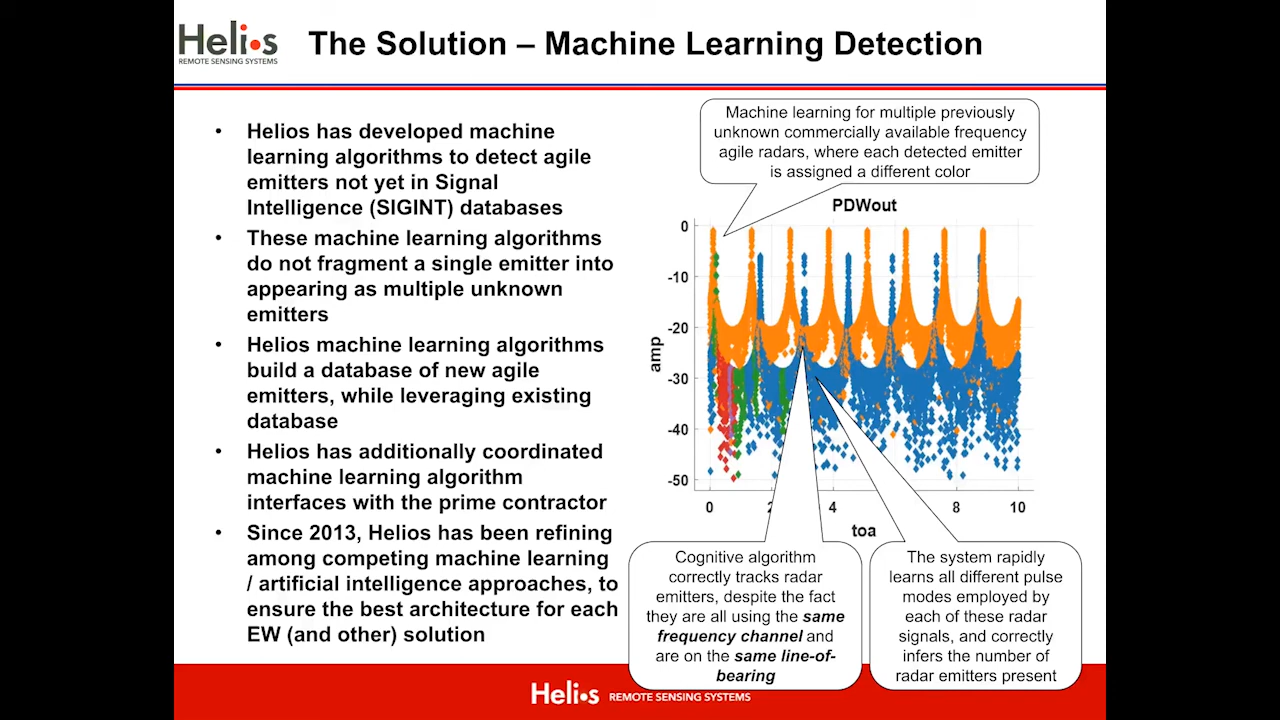 Helios
REMOTE SENSING SYSTEMS
The Solution – Machine Learning Detection
• Helios has developed machine
learning algorithms to detect agile
emitters not yet in Signal
Intelligence (SIGINT) databases
• These machine learning algorithms
do not fragment a single emitter into
appearing as multiple unknown
emitters
• Helios machine learning algorithms
build a database of new agile
emitters, while leveraging existing
database
• Helios has additionally coordinated
machine learning algorithm
interfaces with the prime contractor
• Since 2013, Helios has been refining
among competing machine learning
/ artificial intelligence approaches, to
ensure the best architecture for each
EW (and other) solution
Machine learning for multiple previously
unknown commercially available frequency
agile radars, where each detected emitter
is assigned a different color
PDWout
0
-10
-20
-30
-40
-50
amp
0 2 4 8 10
toa
Cognitive algorithm
correctly tracks radar
emitters, despite the fact
they are all using the same
frequency channel and
are on the same line-of-
bearing
The system rapidly
learns all different pulse
modes employed by
each of these radar
signals, and correctly
infers the number of
radar emitters present
Helios REMOTE SENSING SYSTEMS